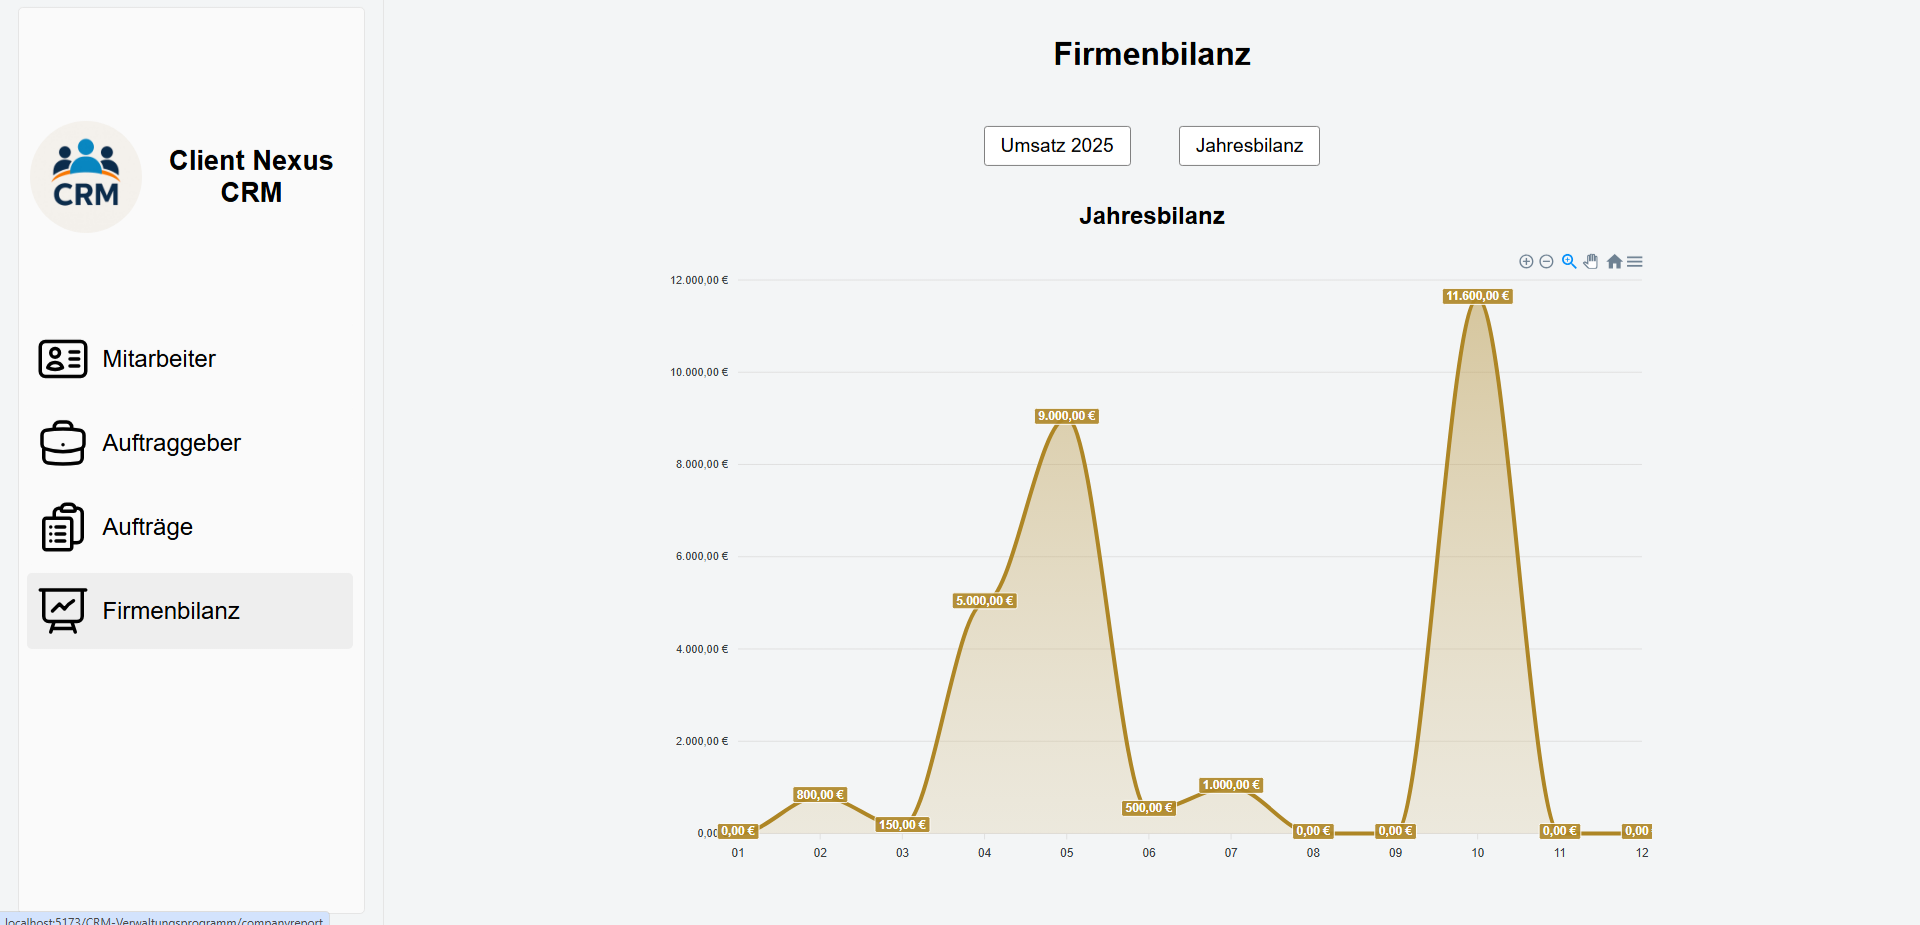 CRM
Client Nexus
CRM
Mitarbeiter
Auftraggeber
Aufträge
Firmenbilanz
Firmenbilanz
Umsatz 2025
Jahresbilanz
Jahresbilanz
12.000,00 €
10.000,00 €
8.000,00 €
6.000,00 €
4.000,00 €
2.000,00 €
0,00
11.600,00 €
9.000,00 €
5.000,00 €
1.000,00 €
800,00 €
500,00 €
150,00 €
0,00 €
0,00 €
0,00 €
0,00 €
0,00
01 02 03 04 05 06 07 08 09 10 11 12
localhost:5173/CRM-Verwaltungsprogramm/companyreport